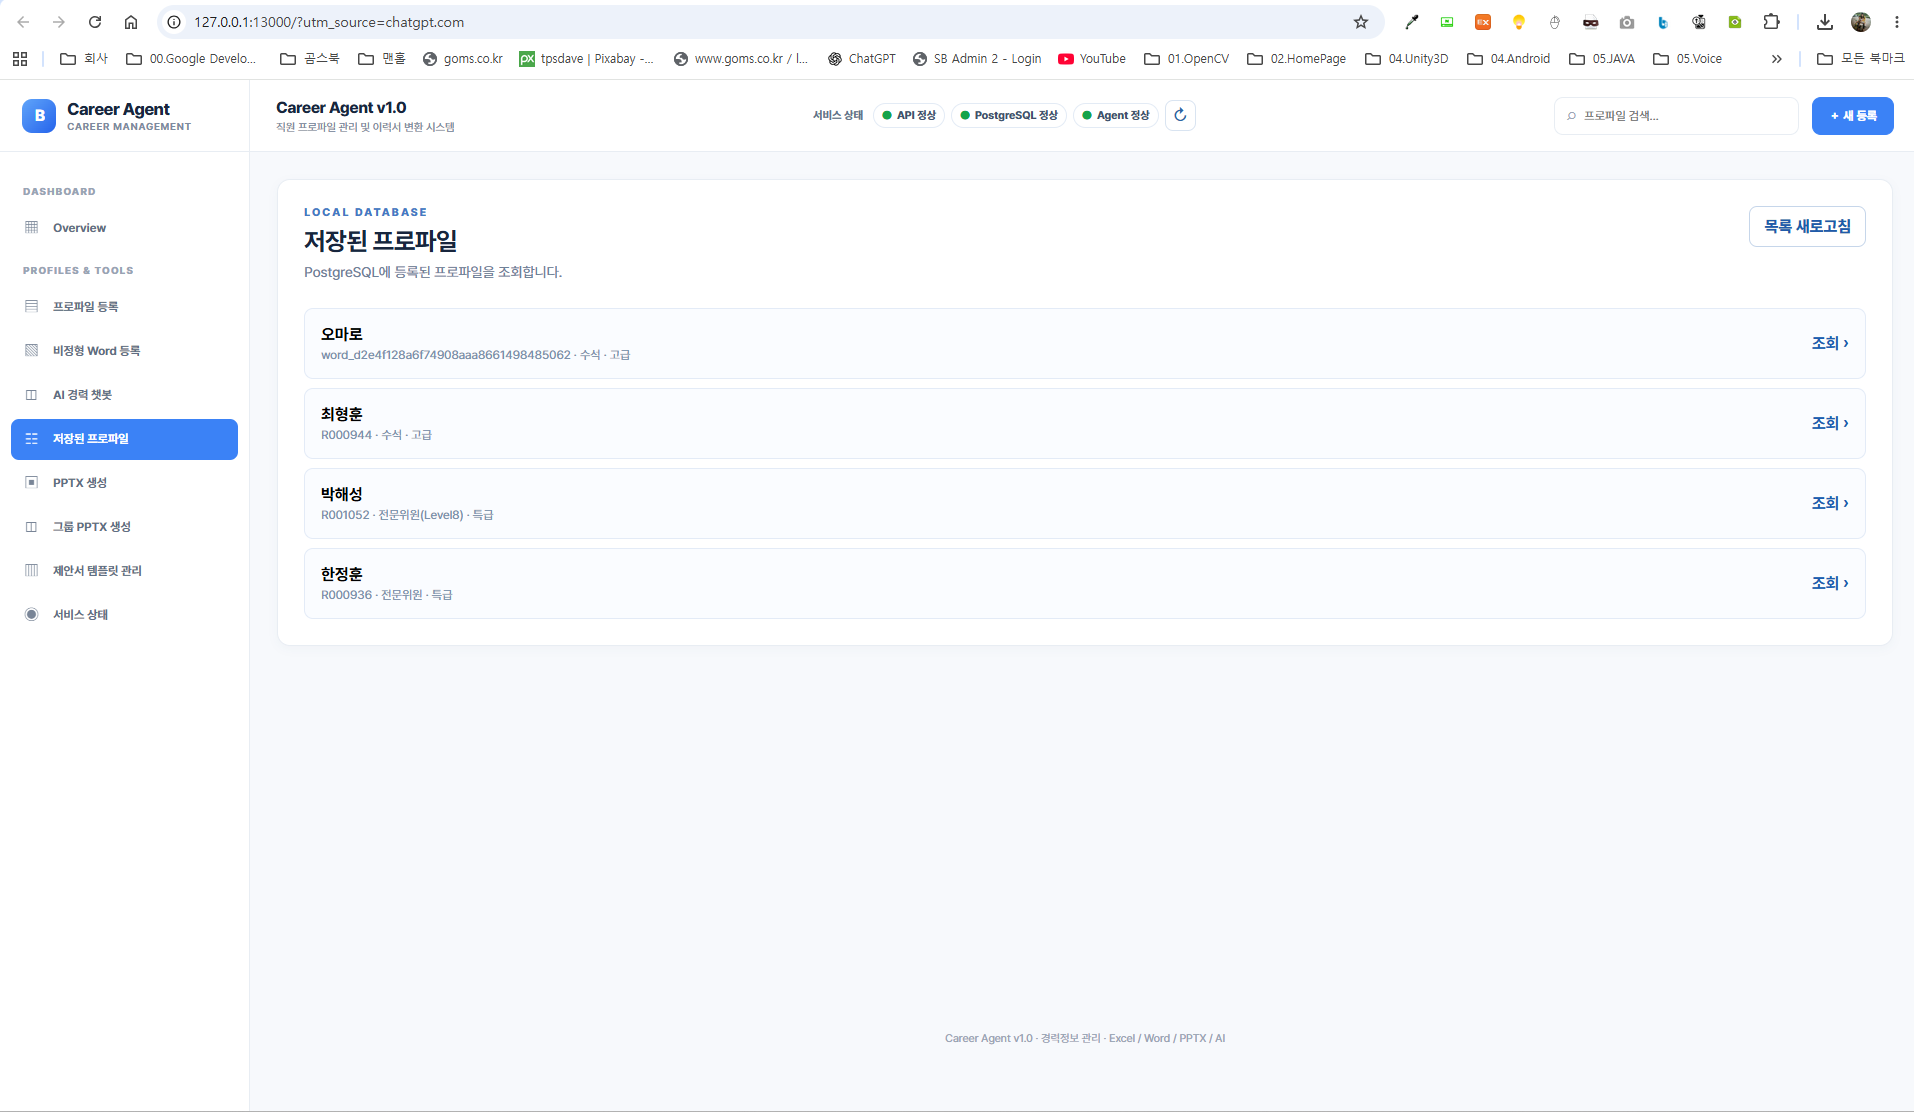 127.0.0.1:13000/?utm_source=chatgpt.com
회사
00.Google Develo...
곰스북
맨홀
goms.co.kr
px tpsdave | Pixabay -...
www.goms.co.kr / l...
ChatGPT
SB Admin 2 - Login
YouTube
01.OpenCV
02.HomePage
04.Unity3D
04.Android
05.JAVA
05.Voice
모든 북마크
B
Career Agent
CAREER MANAGEMENT
Career Agent v1.0
직원 프로파일 관리 및 이력서 변환 시스템
서비스 상태
API 정상
PostgreSQL 정상
Agent 정상
프로파일 검색...
+ 새 등록
DASHBOARD
Overview
PROFILES & TOOLS
프로파일 등록
비정형 Word 등록
AI 경력 챗봇
저장된 프로파일
PPTX 생성
그룹 PPTX 생성
제안서 템플릿 관리
서비스 상태
LOCAL DATABASE
저장된 프로파일
PostgreSQL에 등록된 프로파일을 조회합니다.
목록 새로고침
오마로
word_d2e4f128a6f74908aaa8661498485062 · 수석 · 고급
조회 ›
최형훈
R000944 · 수석 · 고급
조회 ›
박해성
R001052 · 전문위원(Level8) · 특급
조회 ›
한정훈
R000936 · 전문위원 · 특급
조회 ›
Career Agent v1.0 · 경력정보 관리 · Excel / Word / PPTX / AI